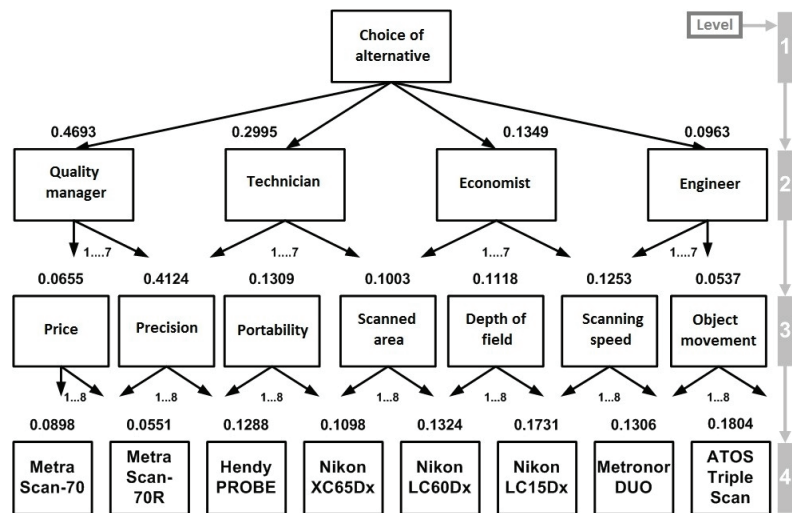 Choice of
alternative
Level
1
0.4693
0.2995
0.1349
0.0963
Quality
manager
Technician
Economist
Engineer
2
1....7
1....7
1....7
1....7
0.0655
0.4124
0.1309
0.1003
0.1118
0.1253
0.0537
Price
Precision
Portability
Scanned
area
Depth of
field
Scanning
speed
Object
movement
3
1...8
1...8
1...8
1...8
1...8
1...8
1...8
0.0898
0.0551
0.1288
0.1098
0.1324
0.1731
0.1306
0.1804
Metra
Scan-70
Metra
Scan-
70R
Hendy
PROBE
Nikon
XC65Dx
Nikon
LC60Dx
Nikon
LC15Dx
Metronor
DUO
ATOS
Triple
Scan
4